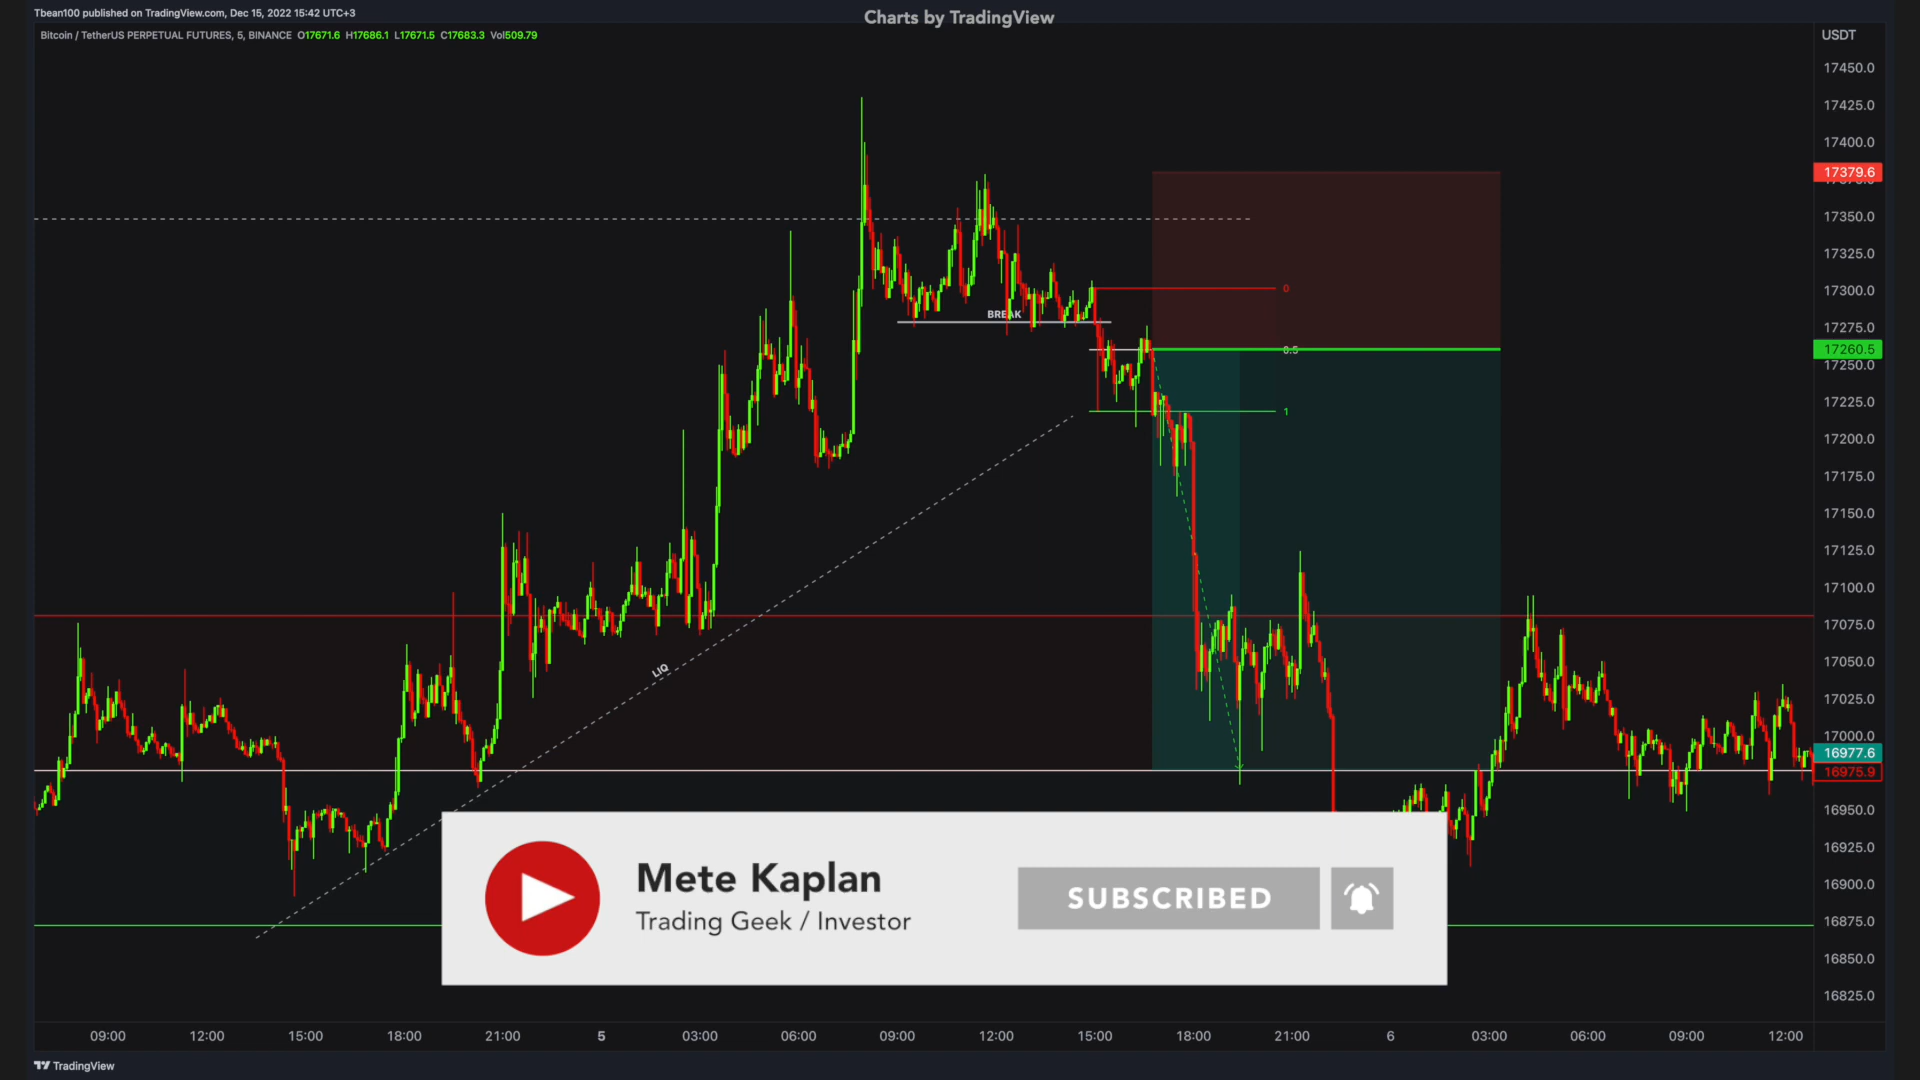 Tbean100 published on TradingView.com, Dec 15, 2022 15:42 UTC+3
Charts by TradingView
Bitcoin / TetherUS PERPETUAL FUTURES, 5, BINANCE O17671.6 H17686.1 L17671.5 C17683.3 Vol509.79
USDT
17450.0
17425.0
17400.0
17379.6
17350.0
17325.0
17300.0
0
BREAK
17275.0
0.5
17260.5
17250.0
17225.0
1
17200.0
17175.0
17150.0
17125.0
17100.0
17075.0
17050.0
LIQ
17025.0
17000.0
16977.6
16975.9
16950.0
16925.0
16900.0
16875.0
16850.0
16825.0
Mete Kaplan
Trading Geek / Investor
SUBSCRIBED
09:00 12:00 15:00 18:00 21:00 5 03:00 06:00 09:00 12:00 15:00 18:00 21:00 6 03:00 06:00 09:00 12:00
TradingView